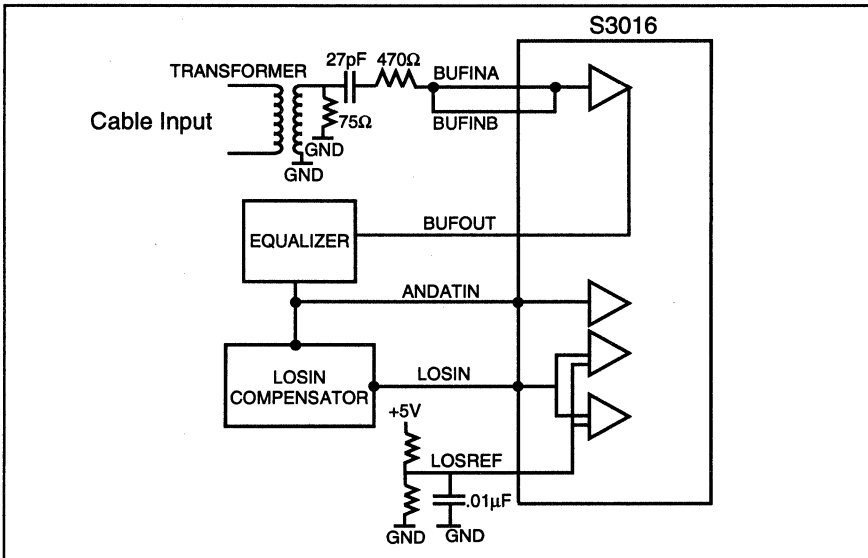 S3016
27pF 470Ω
TRANSFORMER
BUFINA
Cable Input
75Ω
BUFINB
GND
GND
BUFOUT
EQUALIZER
ANDATIN
LOSIN
COMPENSATOR
LOSIN
+5V
LOSREF
.01µF
GND
GND